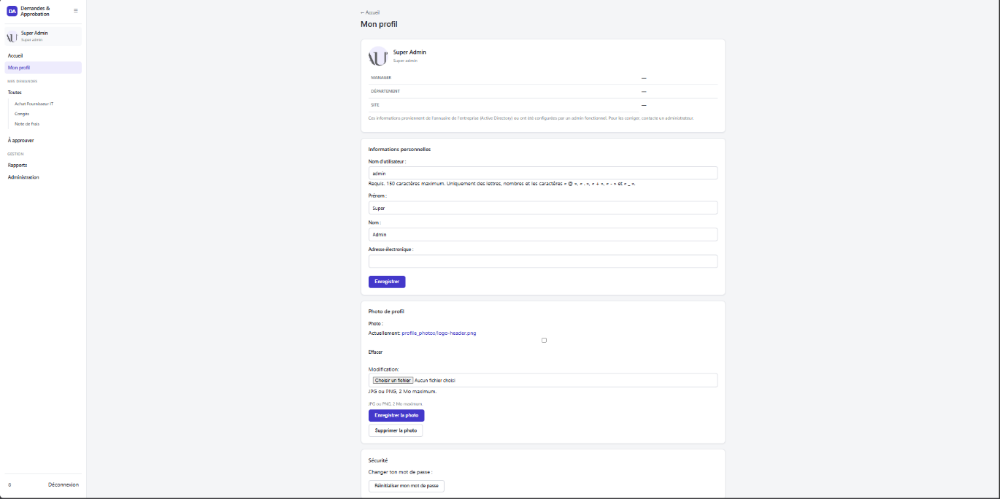 DA
Demandes &
Approbation
Super Admin
Super admin
Accueil
Mon profil
MES DEMANDES
Toutes
Achat Fournisseur IT
Congés
Note de frais
À approuver
GESTION
Rapports
Administration
Déconnexion
← Accueil
Mon profil
Super Admin
Super admin
MANAGER —
DÉPARTEMENT —
SITE —
Ces informations proviennent de l'annuaire de l'entreprise (Active Directory) ou ont été configurées par un admin fonctionnel. Pour les corriger, contacte un administrateur.
Informations personnelles
Nom d'utilisateur :
admin
Requis. 150 caractères maximum. Uniquement des lettres, nombres et les caractères « @ », « . », « + », « - » et « _ ».
Prénom :
Super
Nom :
Admin
Adresse électronique :
Enregistrer
Photo de profil
Photo :
Actuellement: profile_photos/logo-header.png
Effacer
Modification:
Choisir un fichier Aucun fichier choisi
JPG ou PNG, 2 Mo maximum.
JPG ou PNG, 2 Mo maximum
Enregistrer la photo
Supprimer la photo
Sécurité
Changer ton mot de passe :
Réinitialiser mon mot de passe